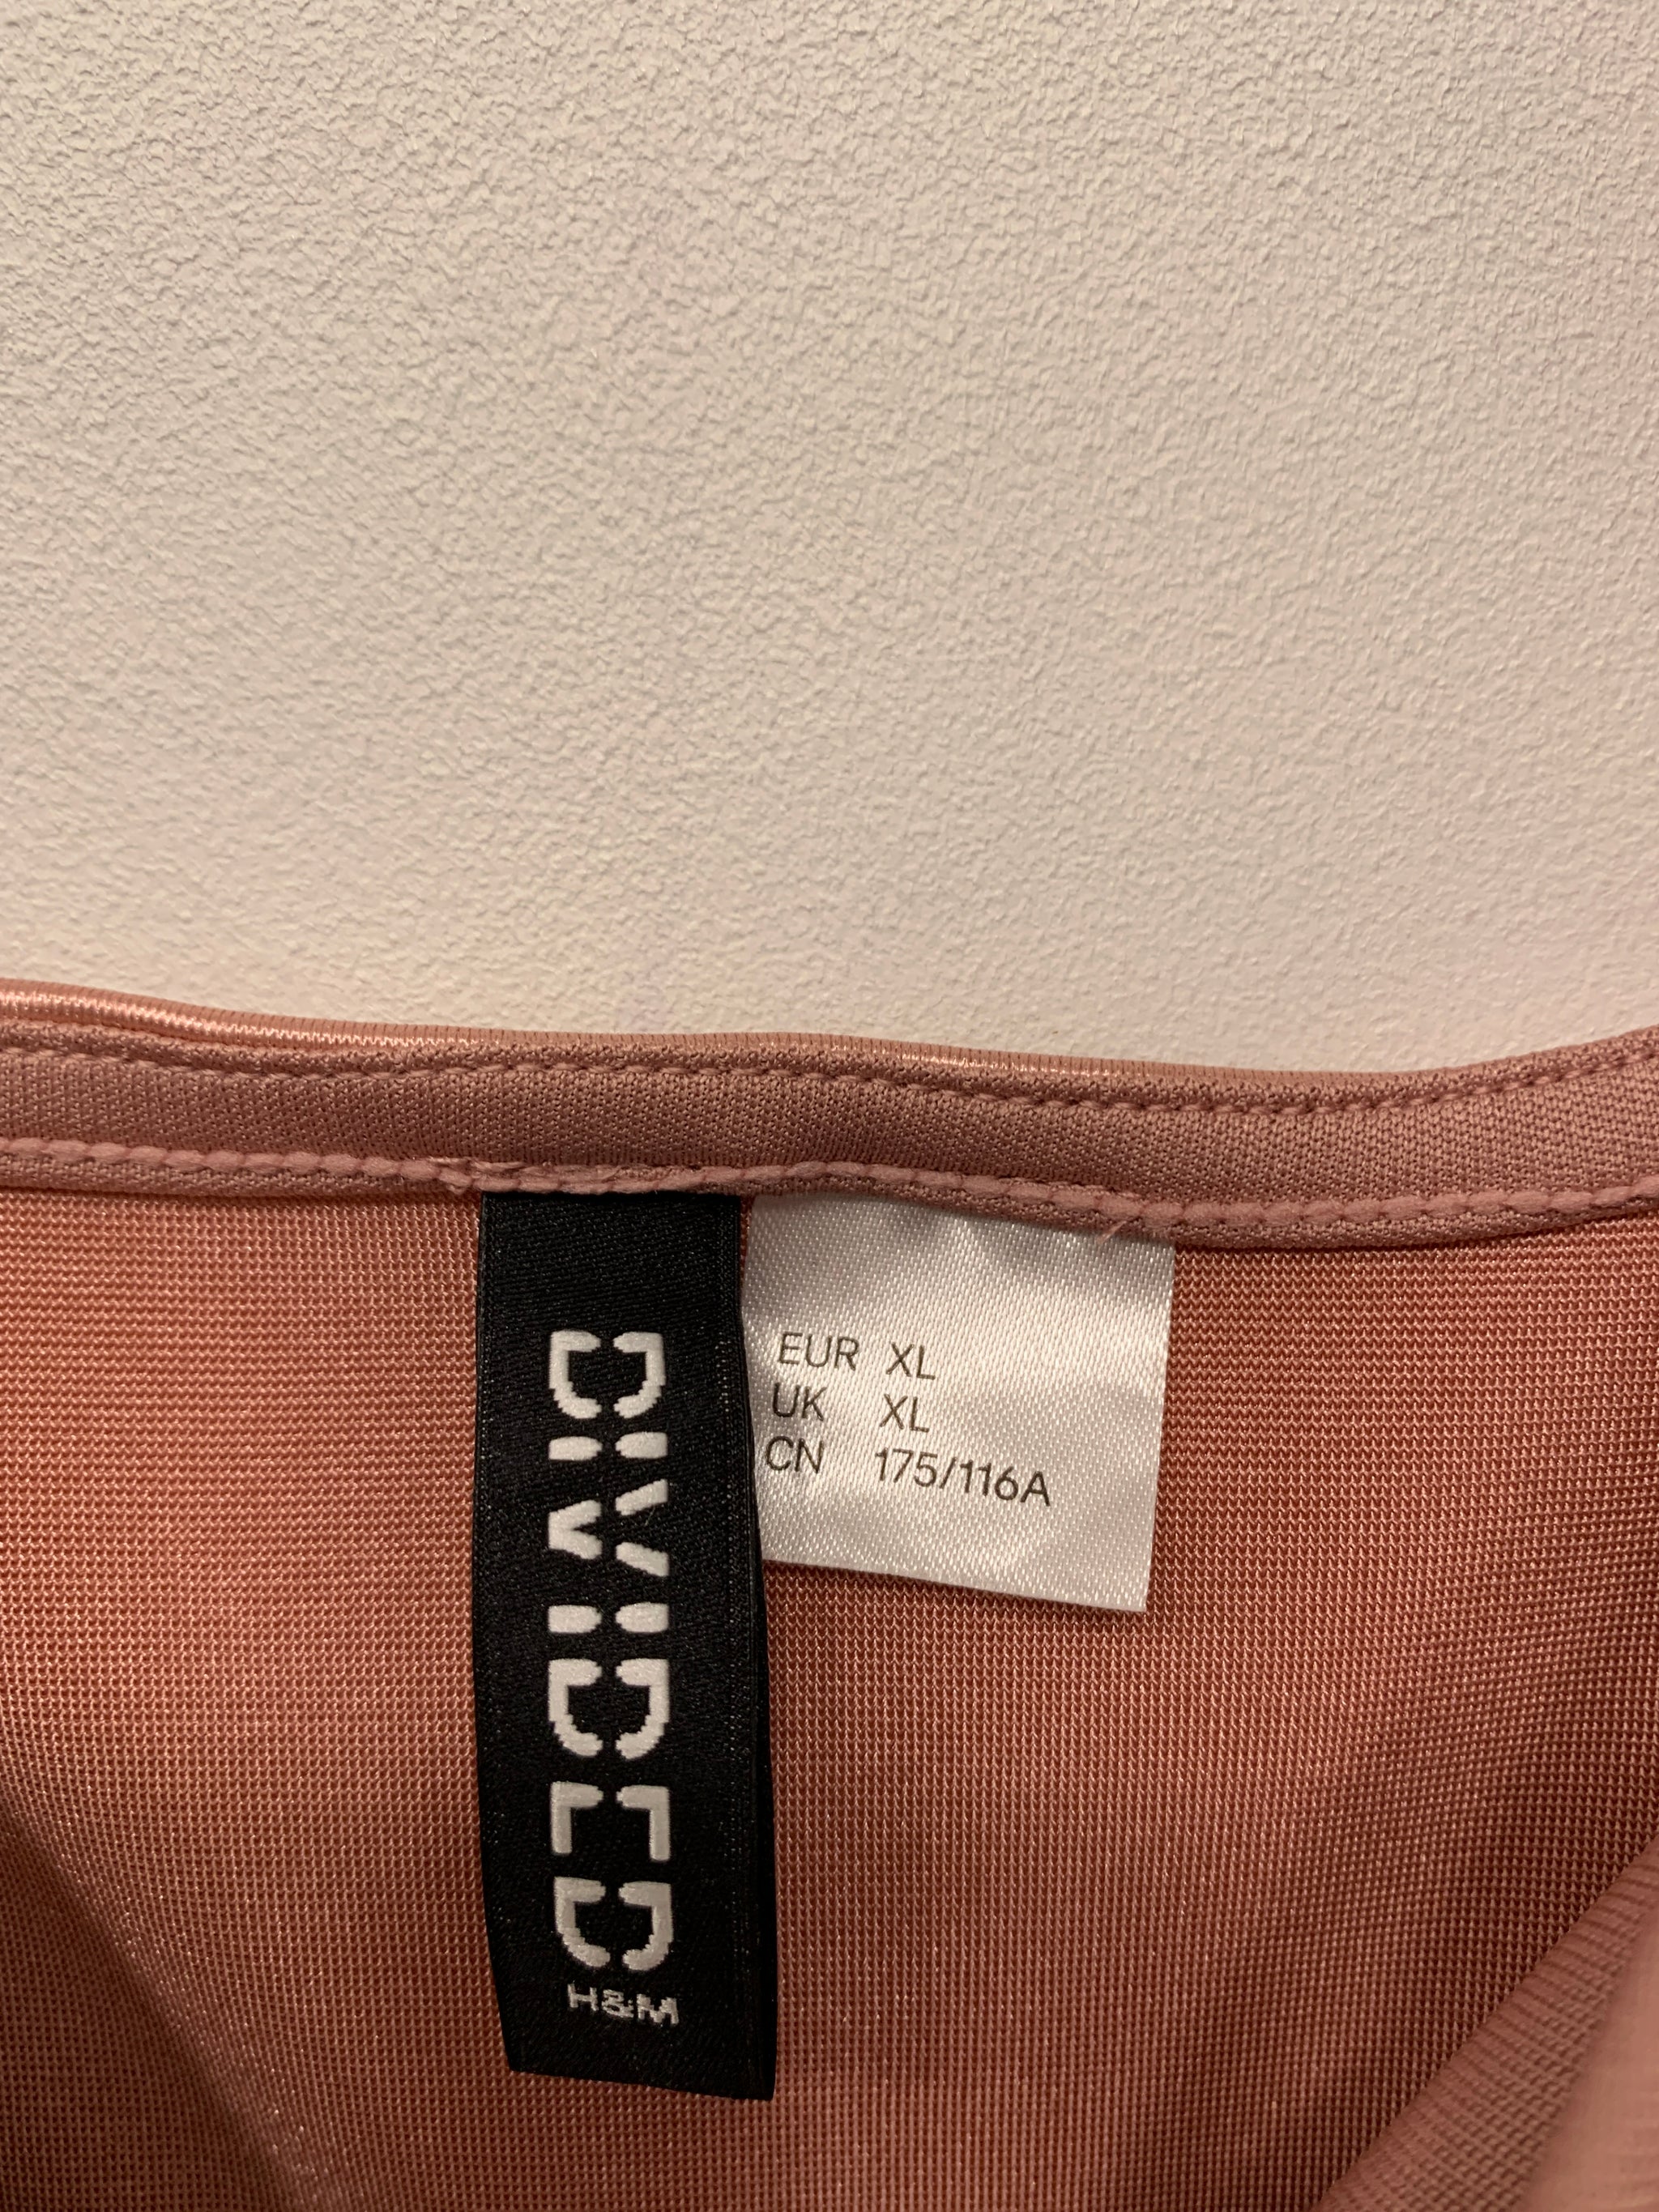 DIVIDED
H&M
EUR XL
UK XL
CN 175/116A